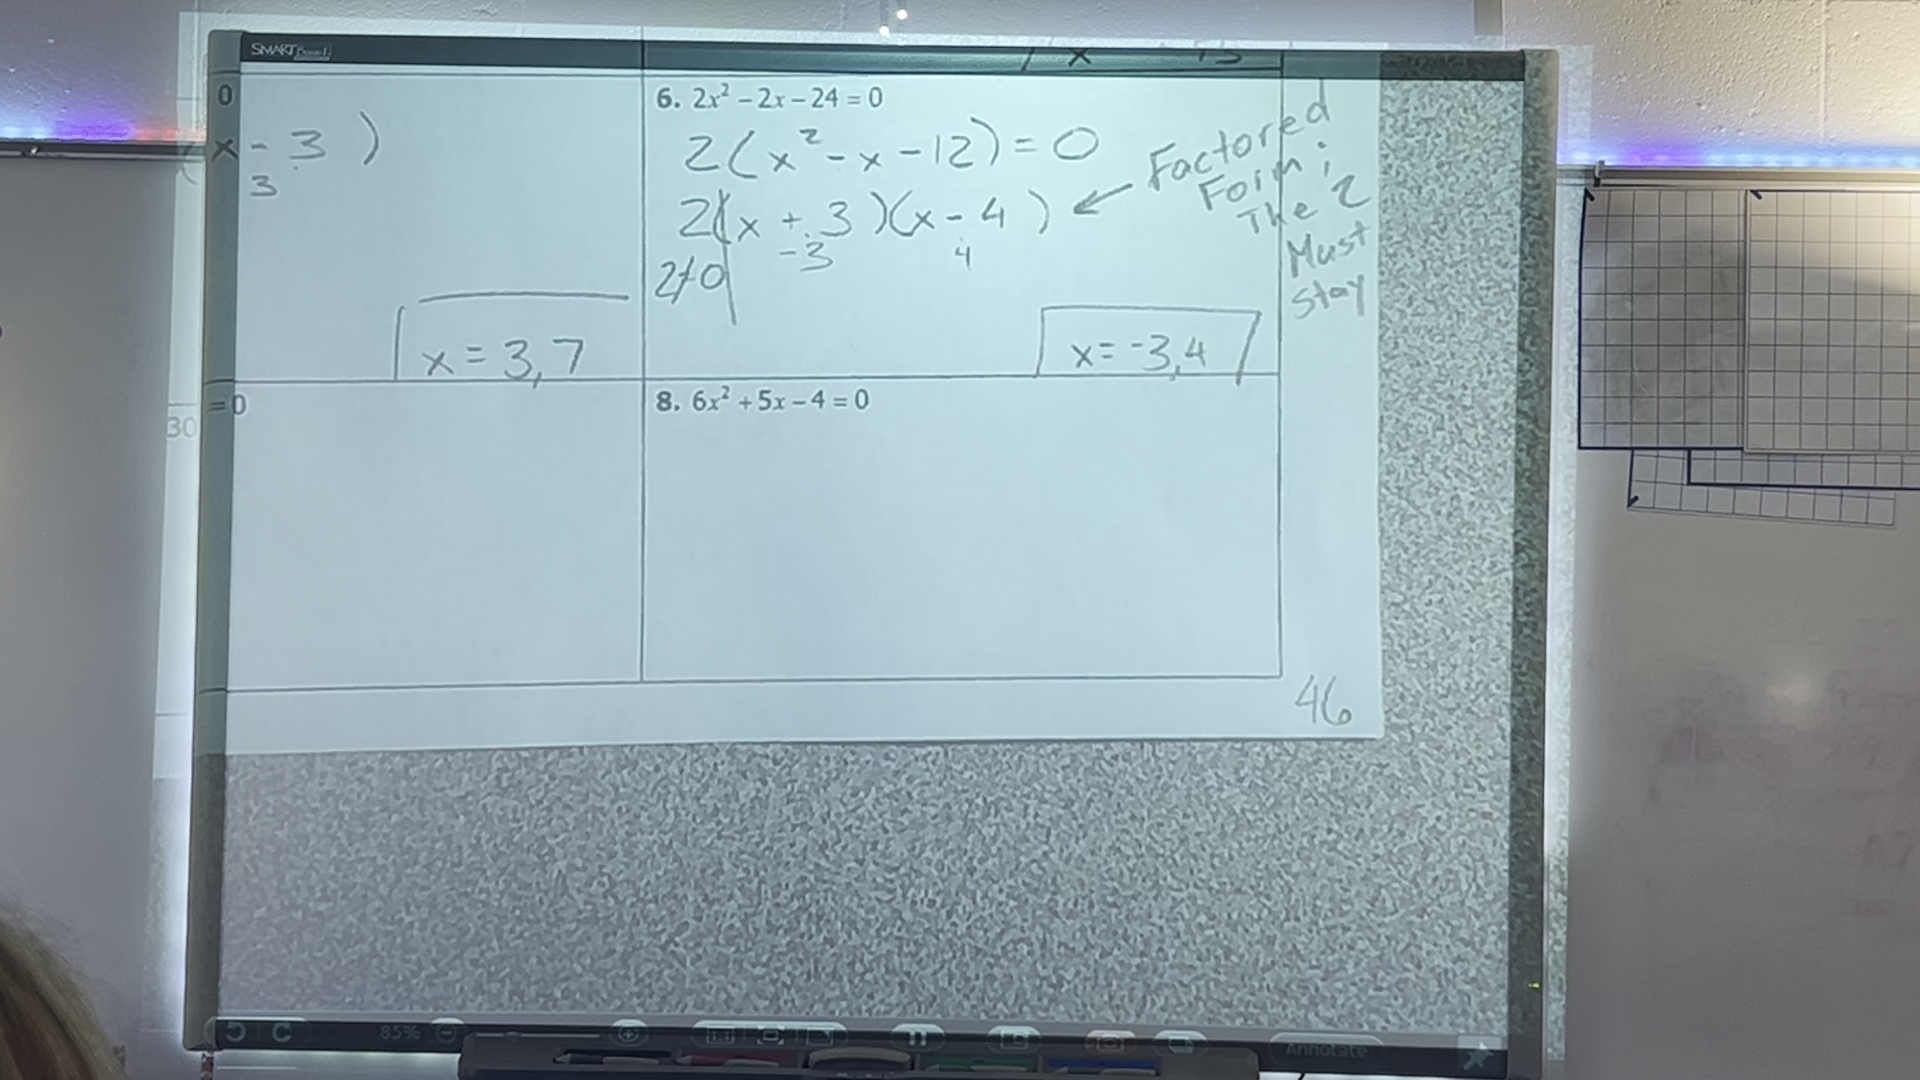 SMART Board
x 13
0
x - 3 )
3
x = 3, 7
6. 2x² – 2x – 24 = 0
2(x² - x - 12) = 0
2(x + 3)(x - 4)
-3 4
2≠0
x = -3, 4
Factored
Form;
The 2
Must
stay
= 0
30
8. 6x² + 5x – 4 = 0
46
85%
Annotate